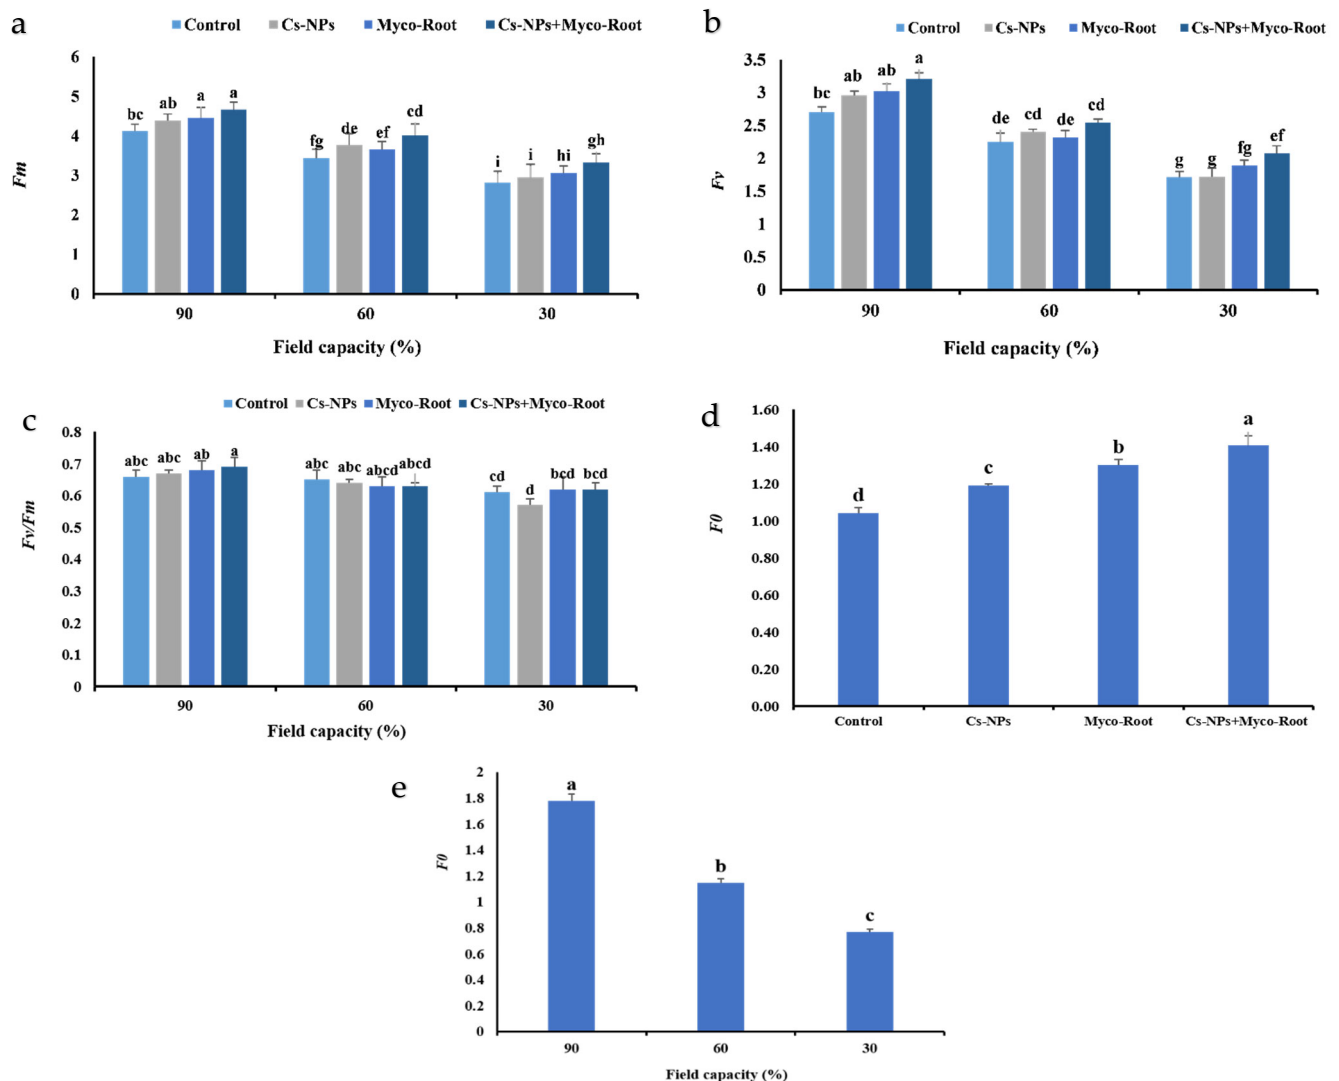 a
Control Cs-NPs Myco-Root Cs-NPs+Myco-Root
Fm
6
5
4
3
2
1
0
bc ab a a
fg de ef cd
i i hi gh
90 60 30
Field capacity (%)
b
Control Cs-NPs Myco-Root Cs-NPs+Myco-Root
Fv
3.5
3
2.5
2
1.5
1
0.5
0
bc ab ab a
de cd de cd
g g fg ef
90 60 30
Field capacity (%)
c
Control Cs-NPs Myco-Root Cs-NPs+Myco-Root
Fv/Fm
0.8
0.7
0.6
0.5
0.4
0.3
0.2
0.1
0
abc abc ab a
abc abc abcd abcd
cd d bcd bcd
90 60 30
Field capacity (%)
d
F0
1.60
1.40
1.20
1.00
0.80
0.60
0.40
0.20
0.00
d c b a
Control Cs-NPs Myco-Root Cs-NPs+Myco-Root
e
F0
2
1.8
1.6
1.4
1.2
1
0.8
0.6
0.4
0.2
0
a b c
90 60 30
Field capacity (%)